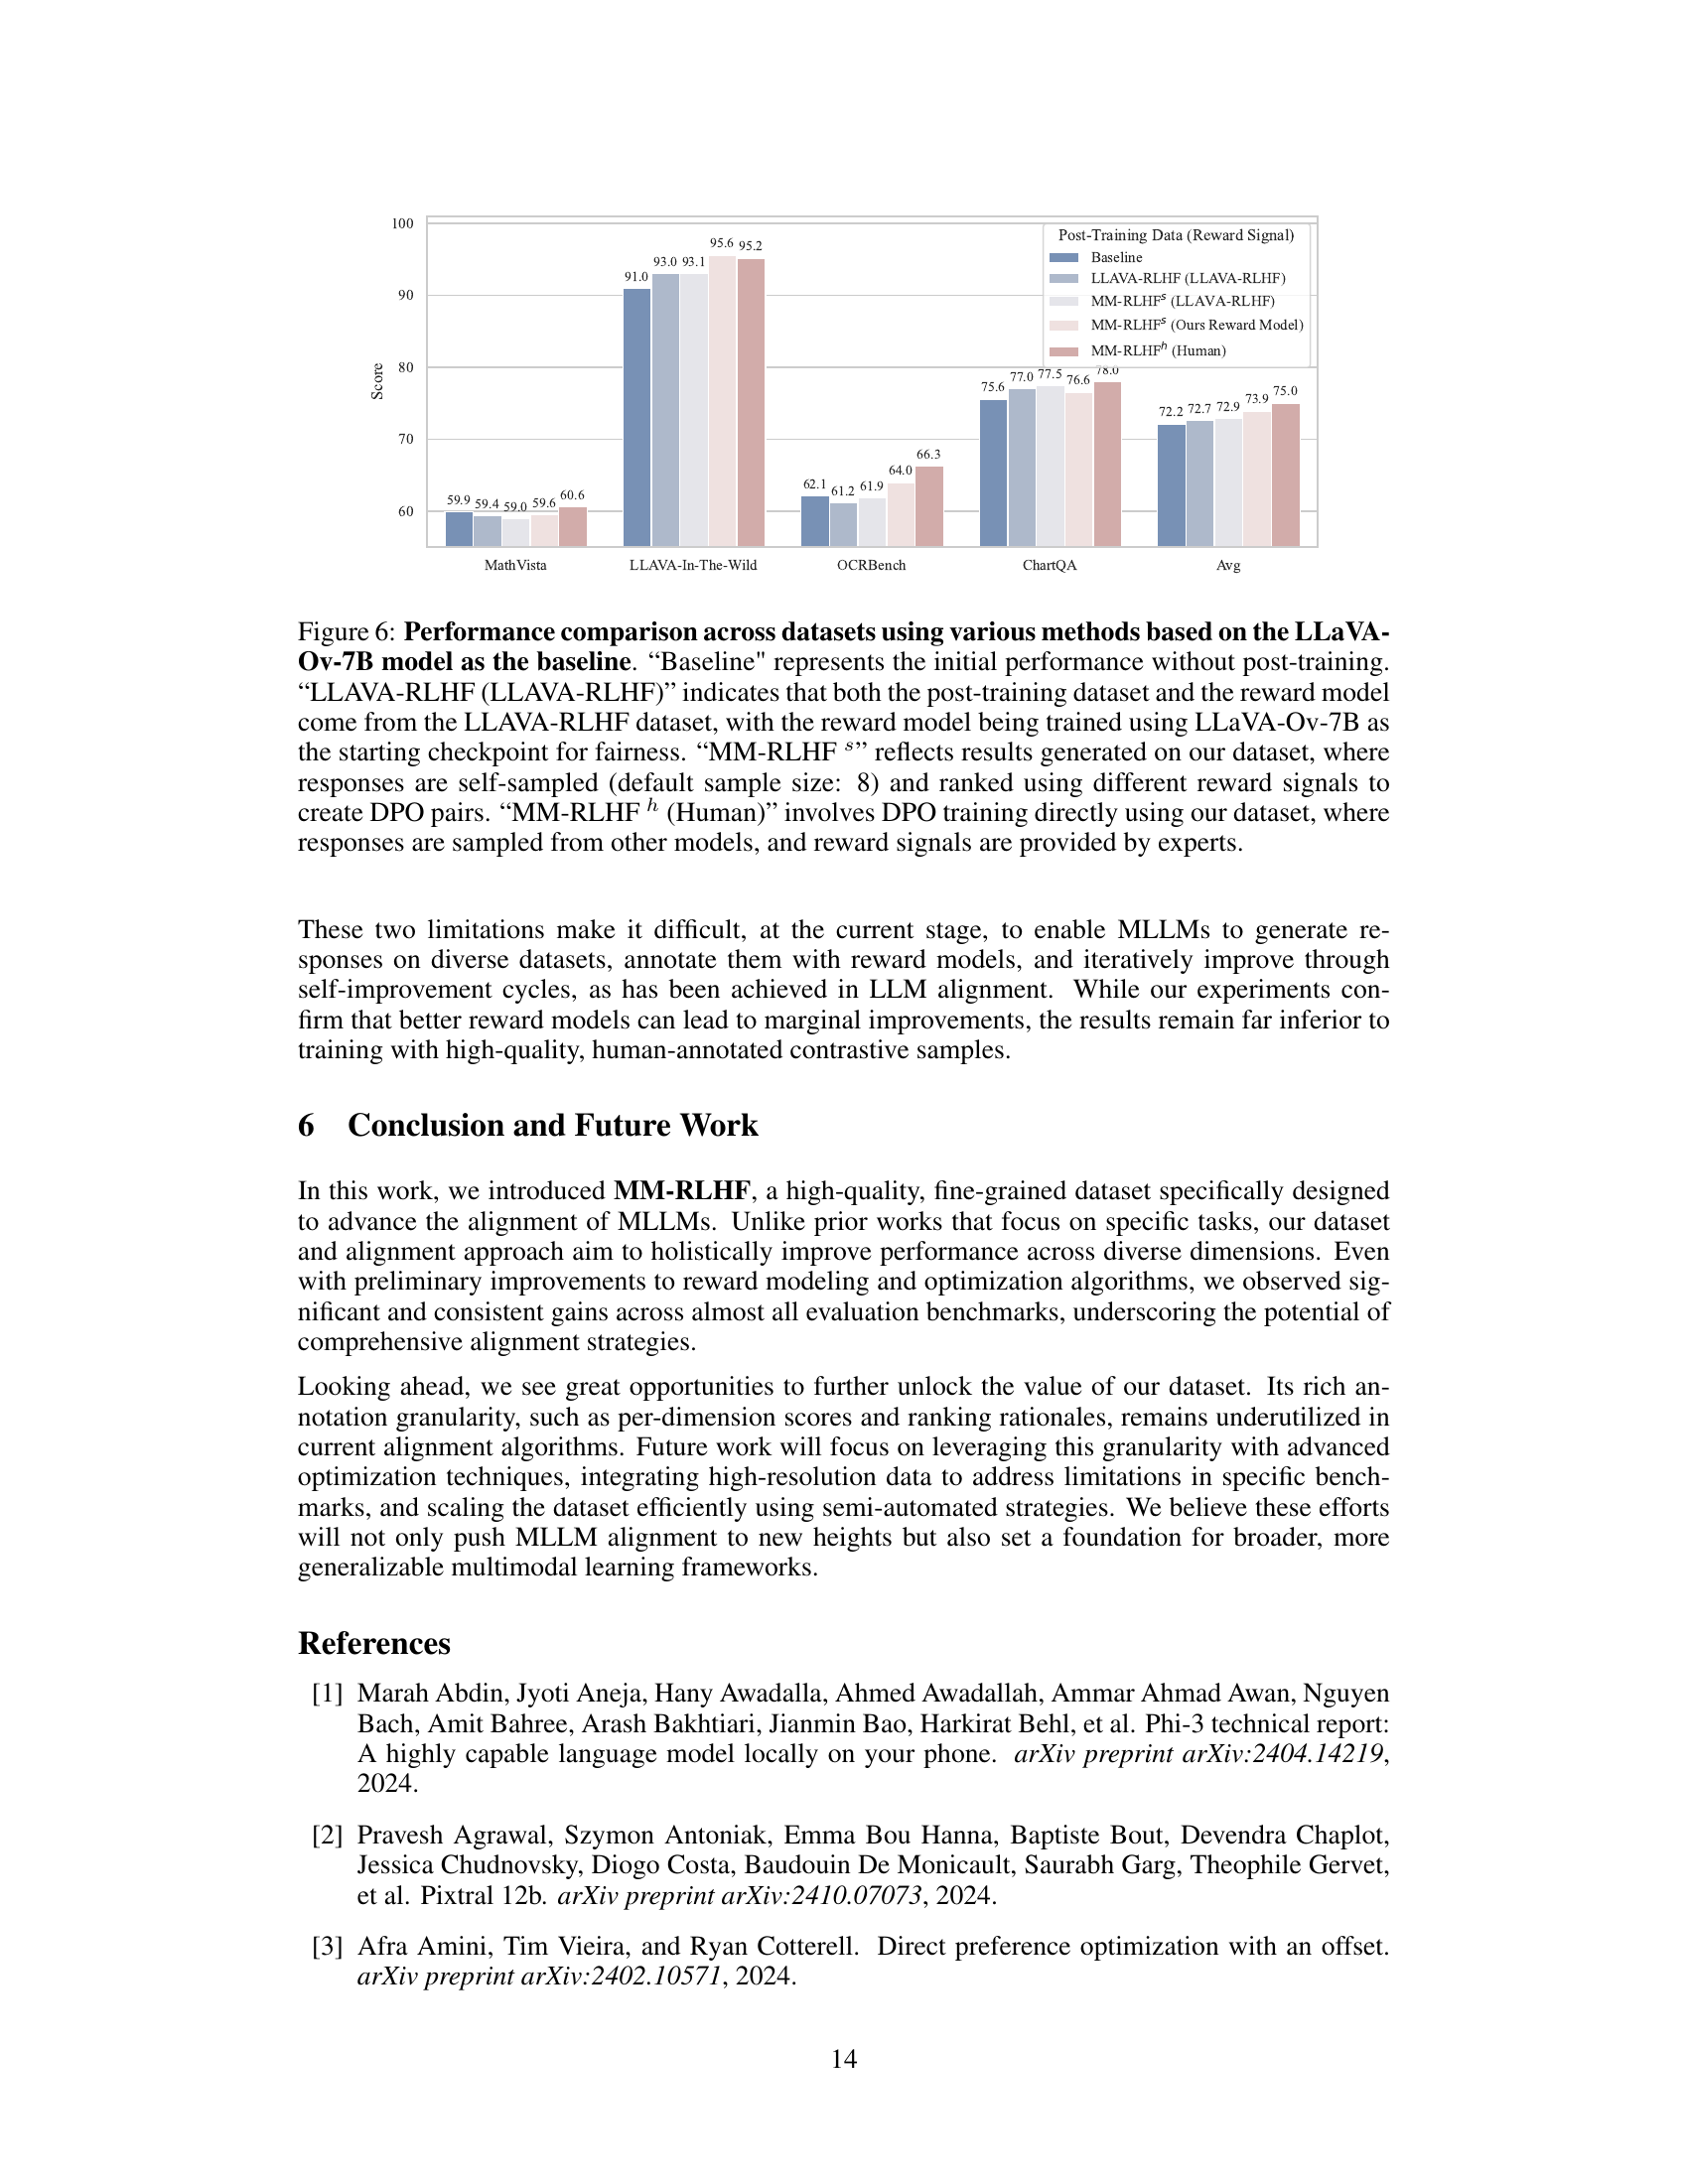 100
90
80
70
60
Score
Post-Training Data (Reward Signal)
Baseline
LLAVA-RLHF (LLAVA-RLHF)
MM-RLHFˢ (LLAVA-RLHF)
MM-RLHFˢ (Ours Reward Model)
MM-RLHFʰ (Human)
59.9 59.4 59.0 59.6 60.6
91.0 93.0 93.1 95.6 95.2
62.1 61.2 61.9 64.0 66.3
75.6 77.0 77.5 76.6 78.0
72.2 72.7 72.9 73.9 75.0
MathVista LLAVA-In-The-Wild OCRBench ChartQA Avg
Figure 6: Performance comparison across datasets using various methods based on the LLaVA-
Ov-7B model as the baseline. “Baseline" represents the initial performance without post-training.
“LLAVA-RLHF (LLAVA-RLHF)” indicates that both the post-training dataset and the reward model
come from the LLAVA-RLHF dataset, with the reward model being trained using LLaVA-Ov-7B as
the starting checkpoint for fairness. “MM-RLHF ˢ” reflects results generated on our dataset, where
responses are self-sampled (default sample size: 8) and ranked using different reward signals to
create DPO pairs. “MM-RLHF ʰ (Human)” involves DPO training directly using our dataset, where
responses are sampled from other models, and reward signals are provided by experts.
These two limitations make it difficult, at the current stage, to enable MLLMs to generate re-
sponses on diverse datasets, annotate them with reward models, and iteratively improve through
self-improvement cycles, as has been achieved in LLM alignment. While our experiments con-
firm that better reward models can lead to marginal improvements, the results remain far inferior to
training with high-quality, human-annotated contrastive samples.
6 Conclusion and Future Work
In this work, we introduced MM-RLHF, a high-quality, fine-grained dataset specifically designed
to advance the alignment of MLLMs. Unlike prior works that focus on specific tasks, our dataset
and alignment approach aim to holistically improve performance across diverse dimensions. Even
with preliminary improvements to reward modeling and optimization algorithms, we observed sig-
nificant and consistent gains across almost all evaluation benchmarks, underscoring the potential of
comprehensive alignment strategies.
Looking ahead, we see great opportunities to further unlock the value of our dataset. Its rich an-
notation granularity, such as per-dimension scores and ranking rationales, remains underutilized in
current alignment algorithms. Future work will focus on leveraging this granularity with advanced
optimization techniques, integrating high-resolution data to address limitations in specific bench-
marks, and scaling the dataset efficiently using semi-automated strategies. We believe these efforts
will not only push MLLM alignment to new heights but also set a foundation for broader, more
generalizable multimodal learning frameworks.
References
[1] Marah Abdin, Jyoti Aneja, Hany Awadalla, Ahmed Awadallah, Ammar Ahmad Awan, Nguyen
Bach, Amit Bahree, Arash Bakhtiari, Jianmin Bao, Harkirat Behl, et al. Phi-3 technical report:
A highly capable language model locally on your phone. arXiv preprint arXiv:2404.14219,
2024.
[2] Pravesh Agrawal, Szymon Antoniak, Emma Bou Hanna, Baptiste Bout, Devendra Chaplot,
Jessica Chudnovsky, Diogo Costa, Baudouin De Monicault, Saurabh Garg, Theophile Gervet,
et al. Pixtral 12b. arXiv preprint arXiv:2410.07073, 2024.
[3] Afra Amini, Tim Vieira, and Ryan Cotterell. Direct preference optimization with an offset.
arXiv preprint arXiv:2402.10571, 2024.
14